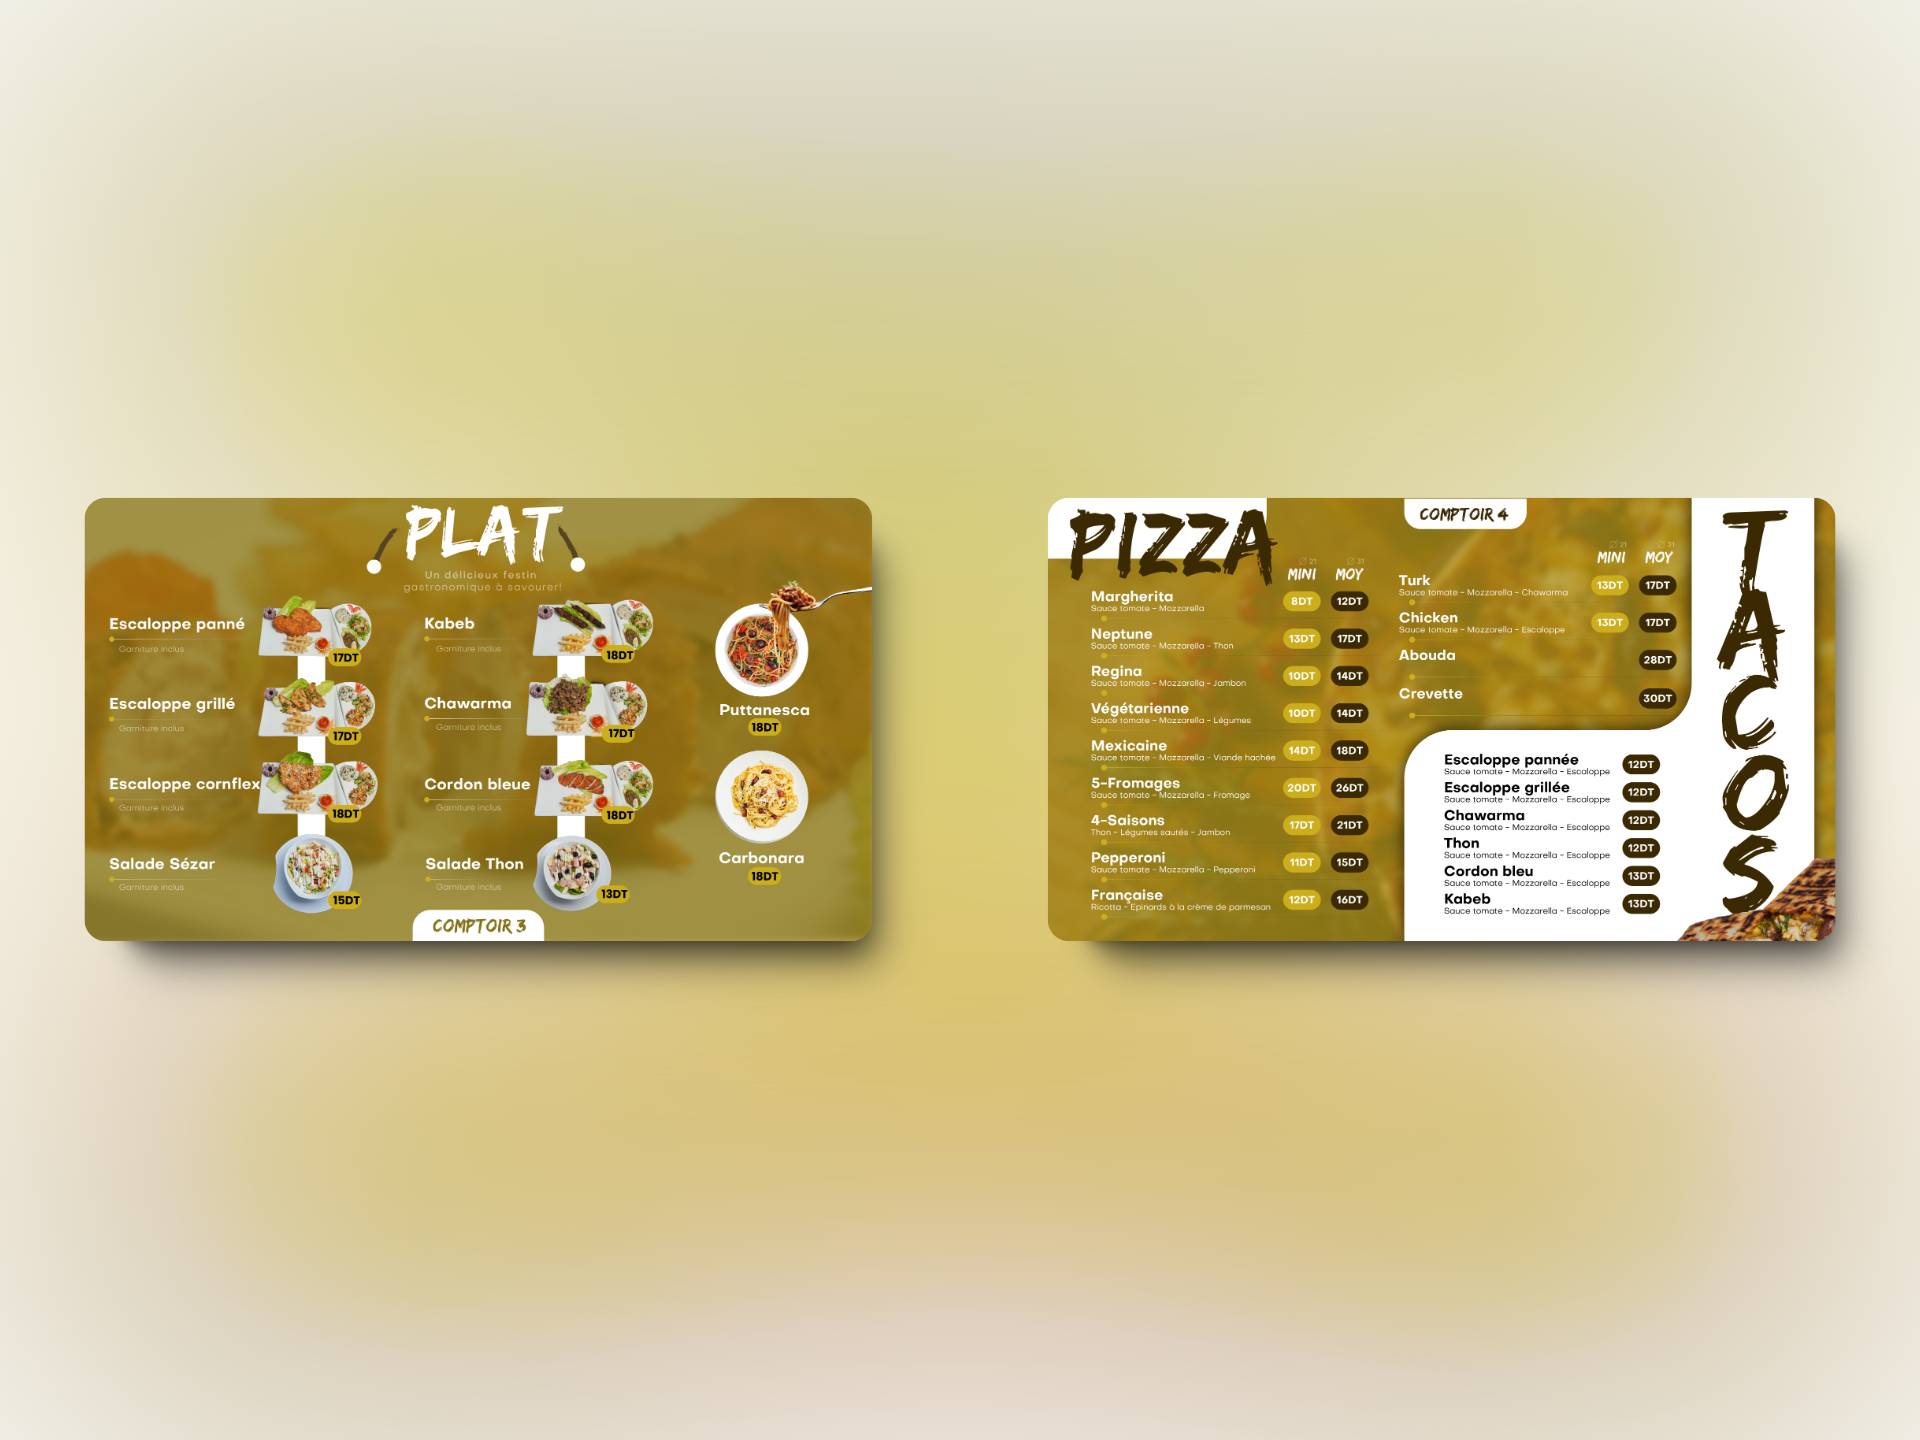 PLAT
Un délicieux festin
gastronomique à savourer!
Escaloppe panné
Garniture inclus
17DT
Escaloppe grillé
Garniture inclus
17DT
Escaloppe cornflex
Garniture inclus
18DT
Salade Sézar
Garniture inclus
15DT
Kabeb
Garniture inclus
18DT
Chawarma
Garniture inclus
17DT
Cordon bleue
Garniture inclus
18DT
Salade Thon
Garniture inclus
13DT
Puttanesca
18DT
Carbonara
18DT
COMPTOIR 3
PIZZA
Ø 21 Ø 31
MINI MOY
Margherita 8DT 12DT
Sauce tomate - Mozzarella
Neptune 13DT 17DT
Sauce tomate - Mozzarella - Thon
Regina 10DT 14DT
Sauce tomate - Mozzarella - Jambon
Végétarienne 10DT 14DT
Sauce tomate - Mozzarella - Légumes
Mexicaine 14DT 18DT
Sauce tomate - Mozzarella - Viande hachée
5-Fromages 20DT 26DT
Sauce tomate - Mozzarella - Fromage
4-Saisons 17DT 21DT
Thon - Légumes sautés - Jambon
Pepperoni 11DT 15DT
Sauce tomate - Mozzarella - Pepperoni
Française 12DT 16DT
Ricotta - Epinards à la crème de parmesan
COMPTOIR 4
Ø 21 Ø 31
MINI MOY
Turk 13DT 17DT
Sauce tomate - Mozzarella - Chawarma
Chicken 13DT 17DT
Sauce tomate - Mozzarella - Escaloppe
Abouda 28DT
Crevette 30DT
TACOS
Escaloppe pannée 12DT
Sauce tomate - Mozzarella - Escaloppe
Escaloppe grillée 12DT
Sauce tomate - Mozzarella - Escaloppe
Chawarma 12DT
Sauce tomate - Mozzarella - Escaloppe
Thon 12DT
Sauce tomate - Mozzarella - Escaloppe
Cordon bleu 13DT
Sauce tomate - Mozzarella - Escaloppe
Kabeb 13DT
Sauce tomate - Mozzarella - Escaloppe